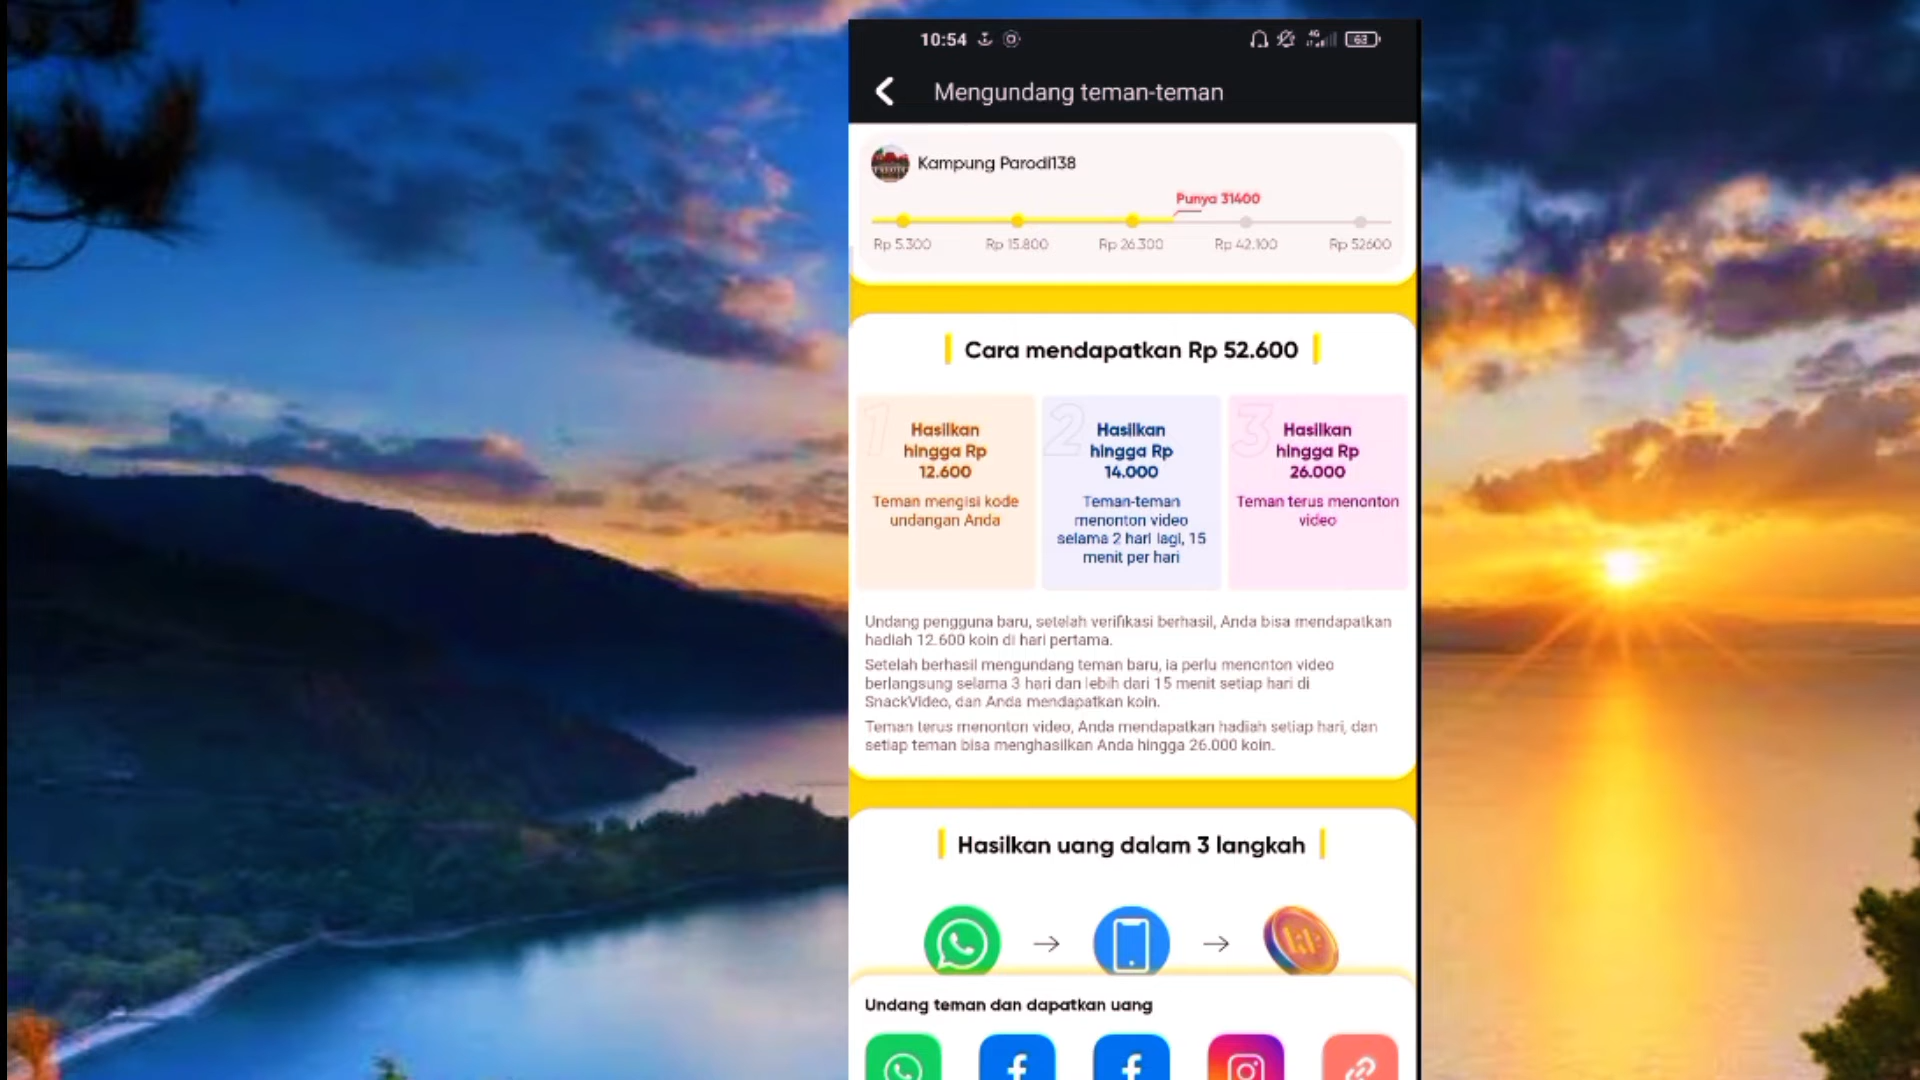 10:54
4G
63
Mengundang teman-teman
Kampung Parodi138
Punya 31400
Rp 5.300 Rp 15.800 Rp 26.300 Rp 42.100 Rp 52600
Cara mendapatkan Rp 52.600
1
Hasilkan
hingga Rp
12.600
Teman mengisi kode
undangan Anda
2
Hasilkan
hingga Rp
14.000
Teman-teman
menonton video
selama 2 hari lagi, 15
menit per hari
3
Hasilkan
hingga Rp
26.000
Teman terus menonton
video
Undang pengguna baru, setelah verifikasi berhasil, Anda bisa mendapatkan
hadiah 12.600 koin di hari pertama.
Setelah berhasil mengundang teman baru, ia perlu menonton video
berlangsung selama 3 hari dan lebih dari 15 menit setiap hari di
SnackVideo, dan Anda mendapatkan koin.
Teman terus menonton video, Anda mendapatkan hadiah setiap hari, dan
setiap teman bisa menghasilkan Anda hingga 26.000 koin.
Hasilkan uang dalam 3 langkah
Undang teman dan dapatkan uang